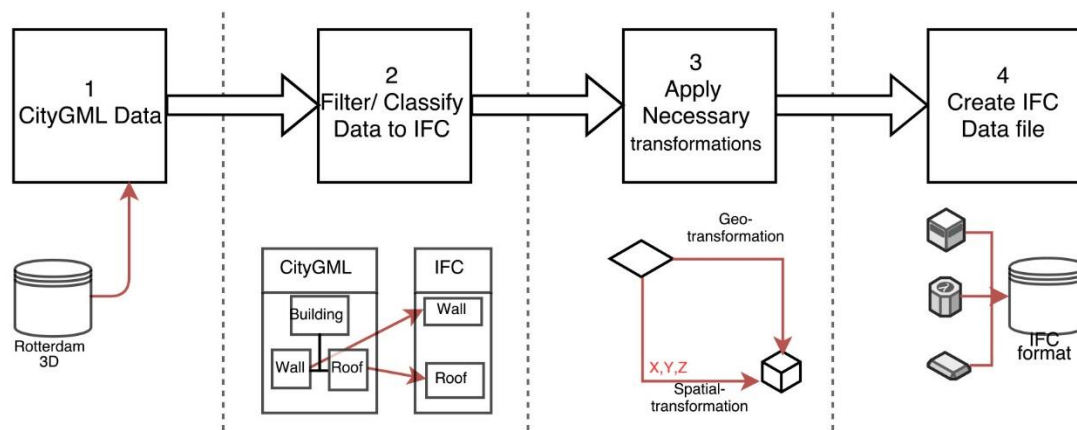 1
CityGML Data
2
Filter/ Classify
Data to IFC
3
Apply
Necessary
transformations
4
Create IFC
Data file
Rotterdam
3D
CityGML
Building
Wall
Roof
IFC
Wall
Roof
Geo-
transformation
X,Y,Z
Spatial-
transformation
λ
IFC
format